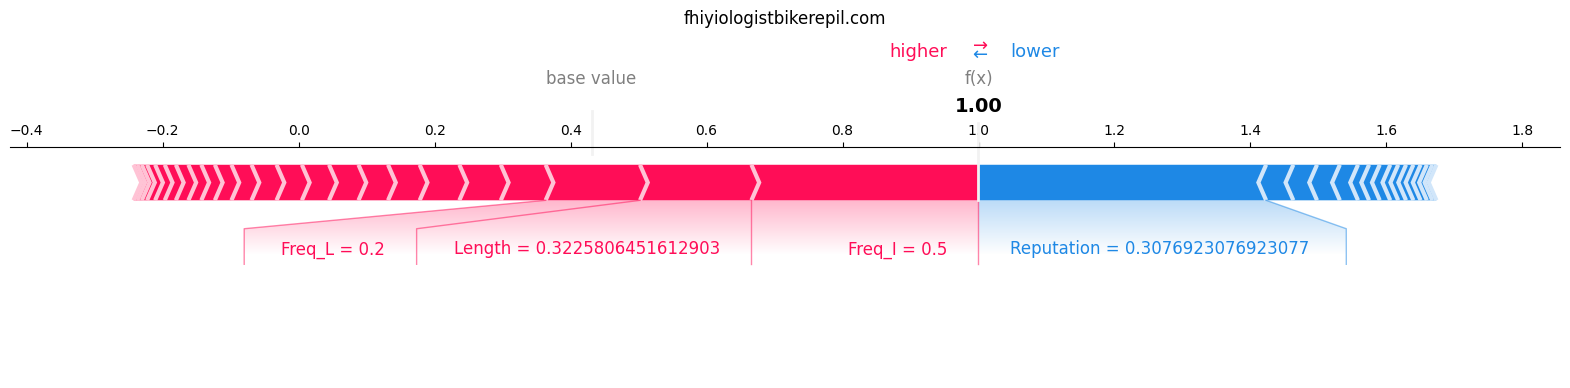 fhiyiologistbikerepil.com
higher ⇄ lower
base value f(x)
1.00
−0.4 −0.2 0.0 0.2 0.4 0.6 0.8 1.0 1.2 1.4 1.6 1.8
Freq_L = 0.2 Length = 0.3225806451612903 Freq_I = 0.5 Reputation = 0.3076923076923077